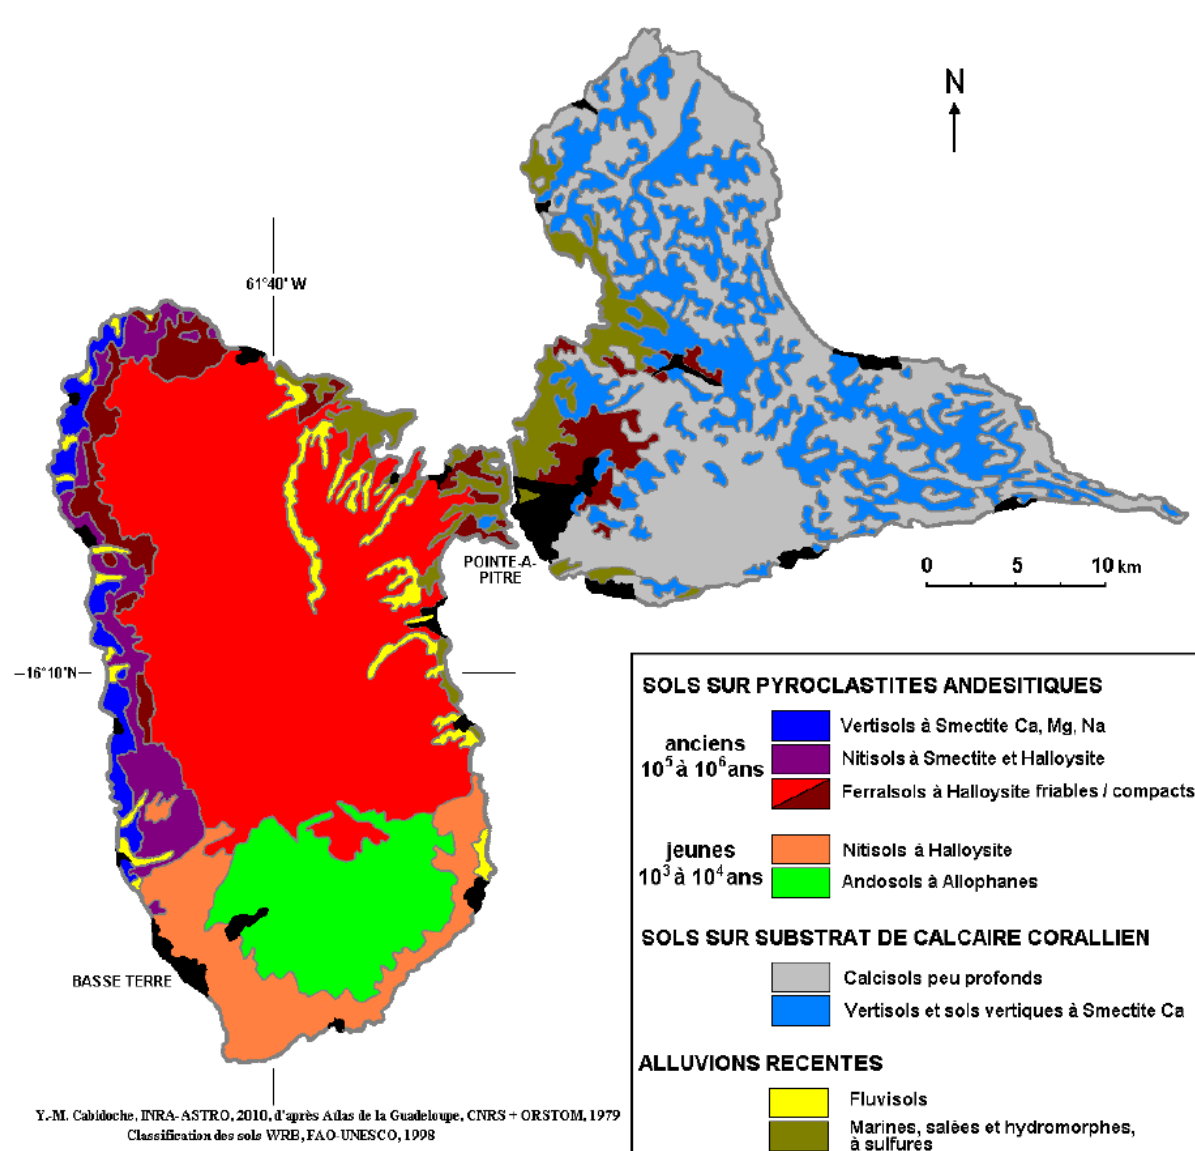 N
61°40' W
POINTE-A-
PITRE
0 5 10 km
16°10'N
BASSE TERRE
SOLS SUR PYROCLASTITES ANDESITIQUES
anciens
10⁵ à 10⁶ ans
Vertisols à Smectite Ca, Mg, Na
Nitisols à Smectite et Halloysite
Ferralsols à Halloysite friables / compacts
jeunes
10³ à 10⁴ ans
Nitisols à Halloysite
Andosols à Allophanes
SOLS SUR SUBSTRAT DE CALCAIRE CORALLIEN
Calcisols peu profonds
Vertisols et sols vertiques à Smectite Ca
ALLUVIONS RECENTES
Fluvisols
Marines, salées et hydromorphes,
à sulfures
Y.-M. Cabidoche, INRA-ASTRO, 2010, d'après Atlas de la Guadeloupe, CNRS + ORSTOM, 1979
Classification des sols WRB, FAO-UNESCO, 1998